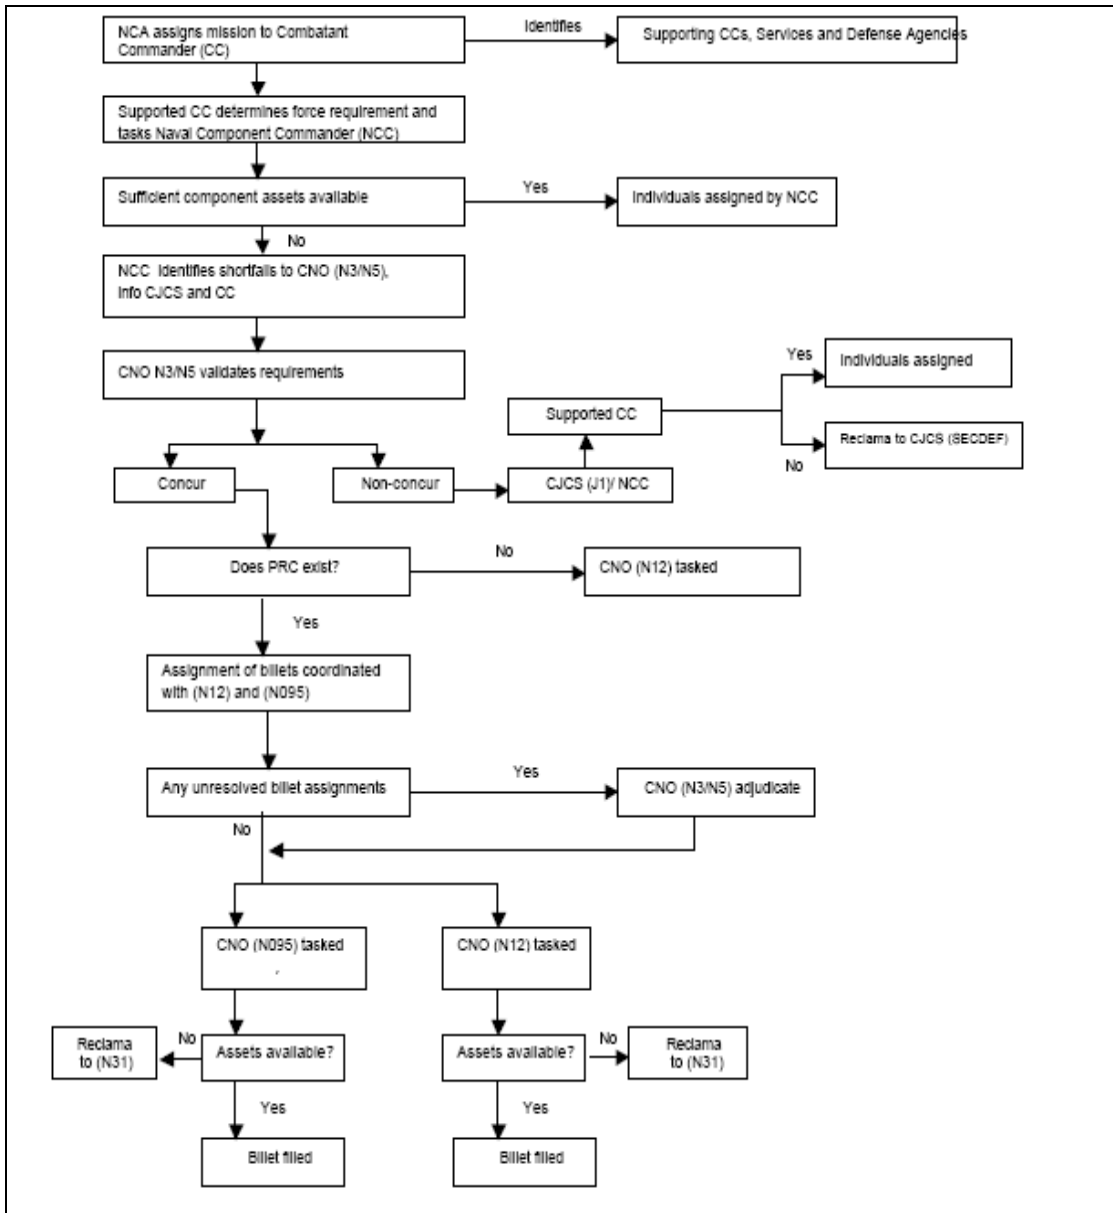 NCA assigns mission to Combatant
Commander (CC)
Identifies
Supporting CCs, Services and Defense Agencies
Supported CC determines force requirement and
tasks Naval Component Commander (NCC)
Sufficient component assets available
Yes
Individuals assigned by NCC
No
NCC Identifies shortfalls to CNO (N3/N5),
Info CJCS and CC
CNO N3/N5 validates requirements
Yes
Individuals assigned
Supported CC
Reclama to CJCS (SECDEF)
No
Concur
Non-concur
CJCS (J1)/ NCC
Does PRC exist?
No
CNO (N12) tasked
Yes
Assignment of billets coordinated
with (N12) and (N095)
Any unresolved billet assignments
Yes
CNO (N3/N5) adjudicate
No
CNO (N095) tasked
CNO (N12) tasked
Reclama
to (N31)
No
Assets available?
Assets available?
No
Reclama
to (N31)
Yes
Yes
Billet filled
Billet filled